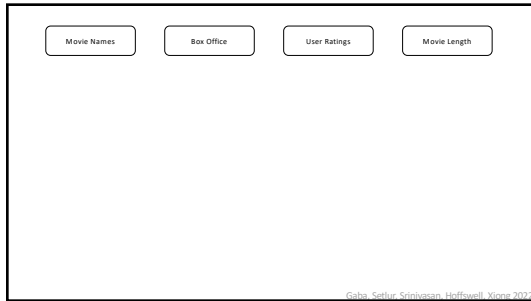 Movie Names
Box Office
User Ratings
Movie Length
Gaba, Setlur, Srinivasan, Hoffswell, Xiong 2022